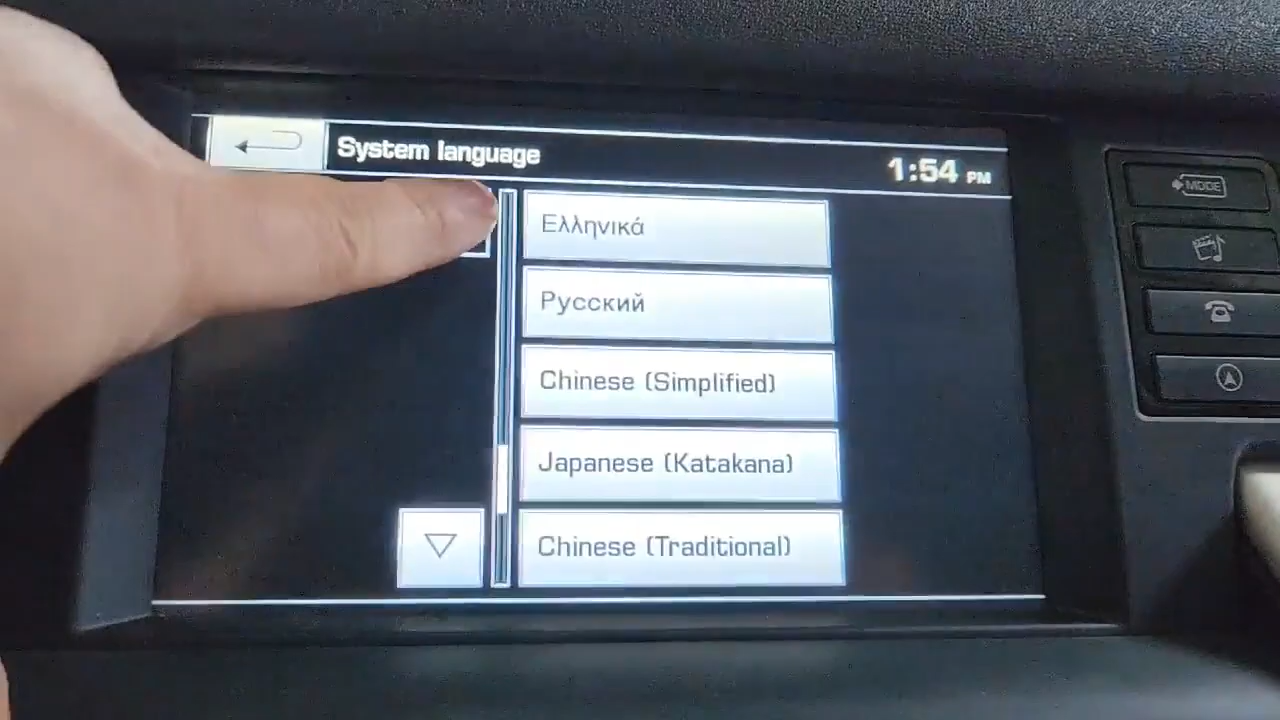 System language
1:54 PM
Ελληνικά
Русский
Chinese (Simplified)
Japanese (Katakana)
Chinese (Traditional)
MODE